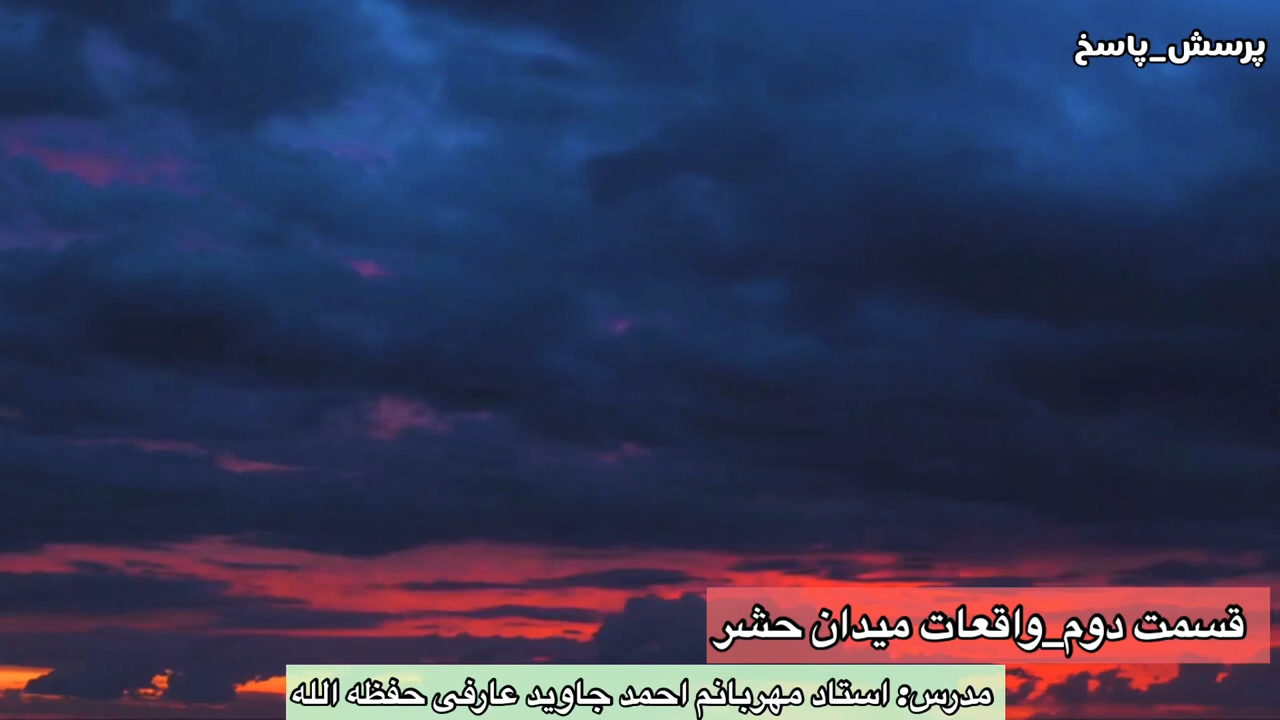 پرسش_پاسخ
قسمت دوم_واقعات میدان حشر
مدرس: استاد مهربانم احمد جاوید عارفی حفظه الله